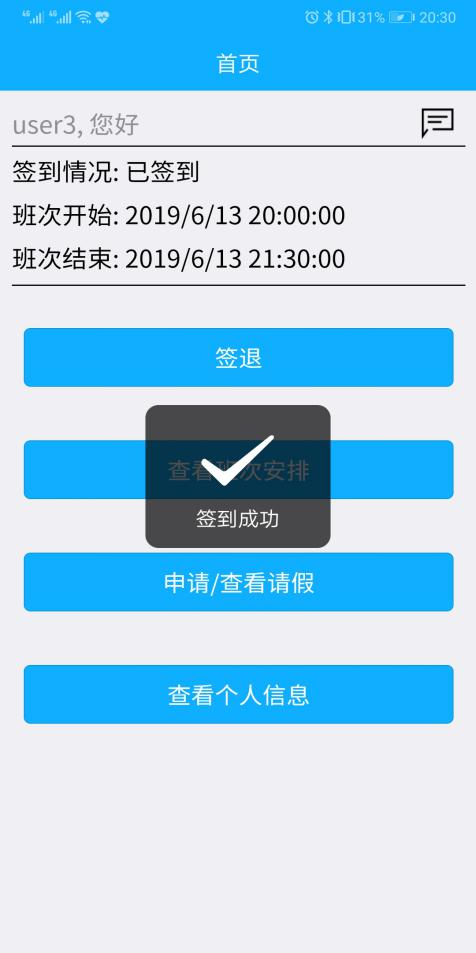 4G 4G 31% 20:30
首页
user3, 您好
签到情况: 已签到
班次开始: 2019/6/13 20:00:00
班次结束: 2019/6/13 21:30:00
签退
查看班次安排
签到成功
申请/查看请假
查看个人信息